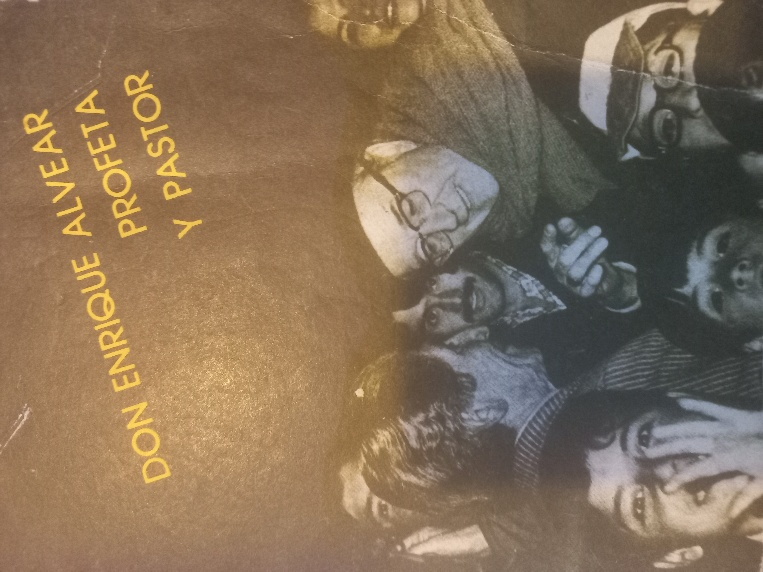 DON ENRIQUE ALVEAR
PROFETA
Y PASTOR